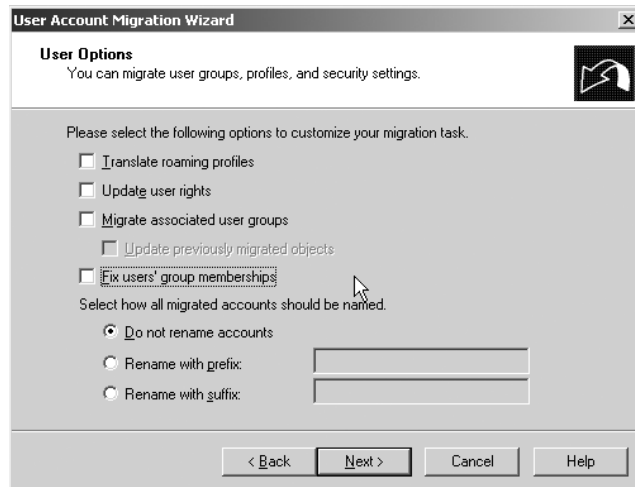 User Account Migration Wizard
User Options
You can migrate user groups, profiles, and security settings.
Please select the following options to customize your migration task.
Translate roaming profiles
Update user rights
Migrate associated user groups
Update previously migrated objects
Fix users' group memberships
Select how all migrated accounts should be named.
Do not rename accounts
Rename with prefix:
Rename with suffix:
< Back Next > Cancel Help